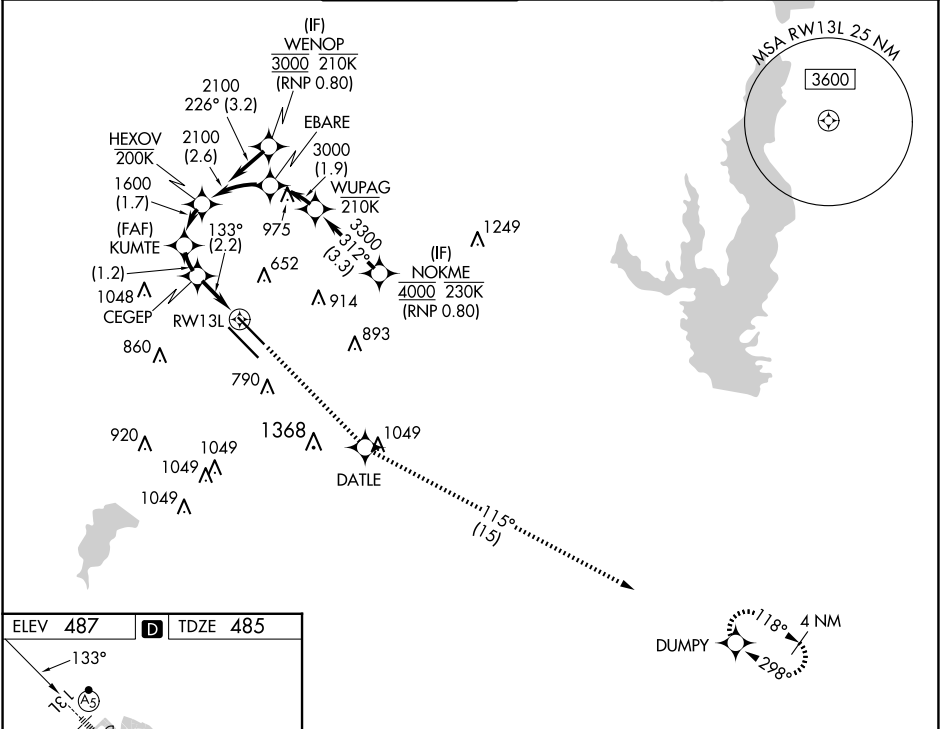 (IF)
WENOP
3000 210K
(RNP 0.80)
2100
226° (3.2)
EBARE
HEXOV
200K
2100
(2.6)
3000
(1.9)
WUPAG
210K
1600
(1.7)
(FAF)
KUMTE
133°
(2.2)
975
3300
312°
(3.3)
1249
(IF)
NOKME
4000 230K
(RNP 0.80)
(1.2)
652
1048
CEGEP
914
RW13L
893
860
790
920
1049
1049
1049
1368
1049
DATLE
115°
(15)
MSA RW13L 25 NM
3600
118°
4 NM
DUMPY
298°
ELEV 487
D
TDZE 485
133°
13L
A5